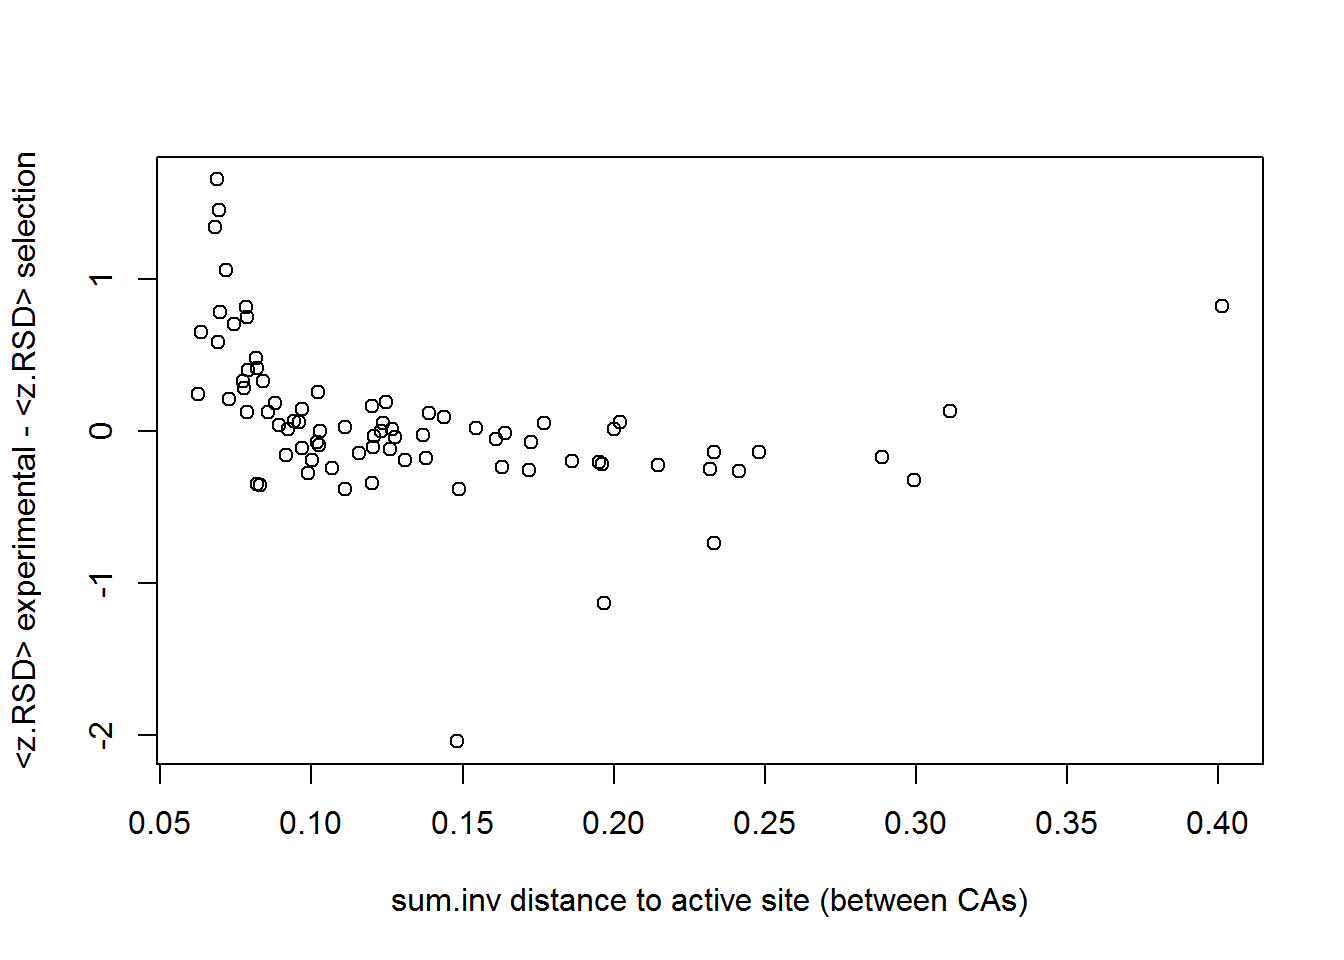 <z.RSD> experimental - <z.RSD> selection
1
0
-1
-2
0.05 0.10 0.15 0.20 0.25 0.30 0.35 0.40
sum.inv distance to active site (between CAs)